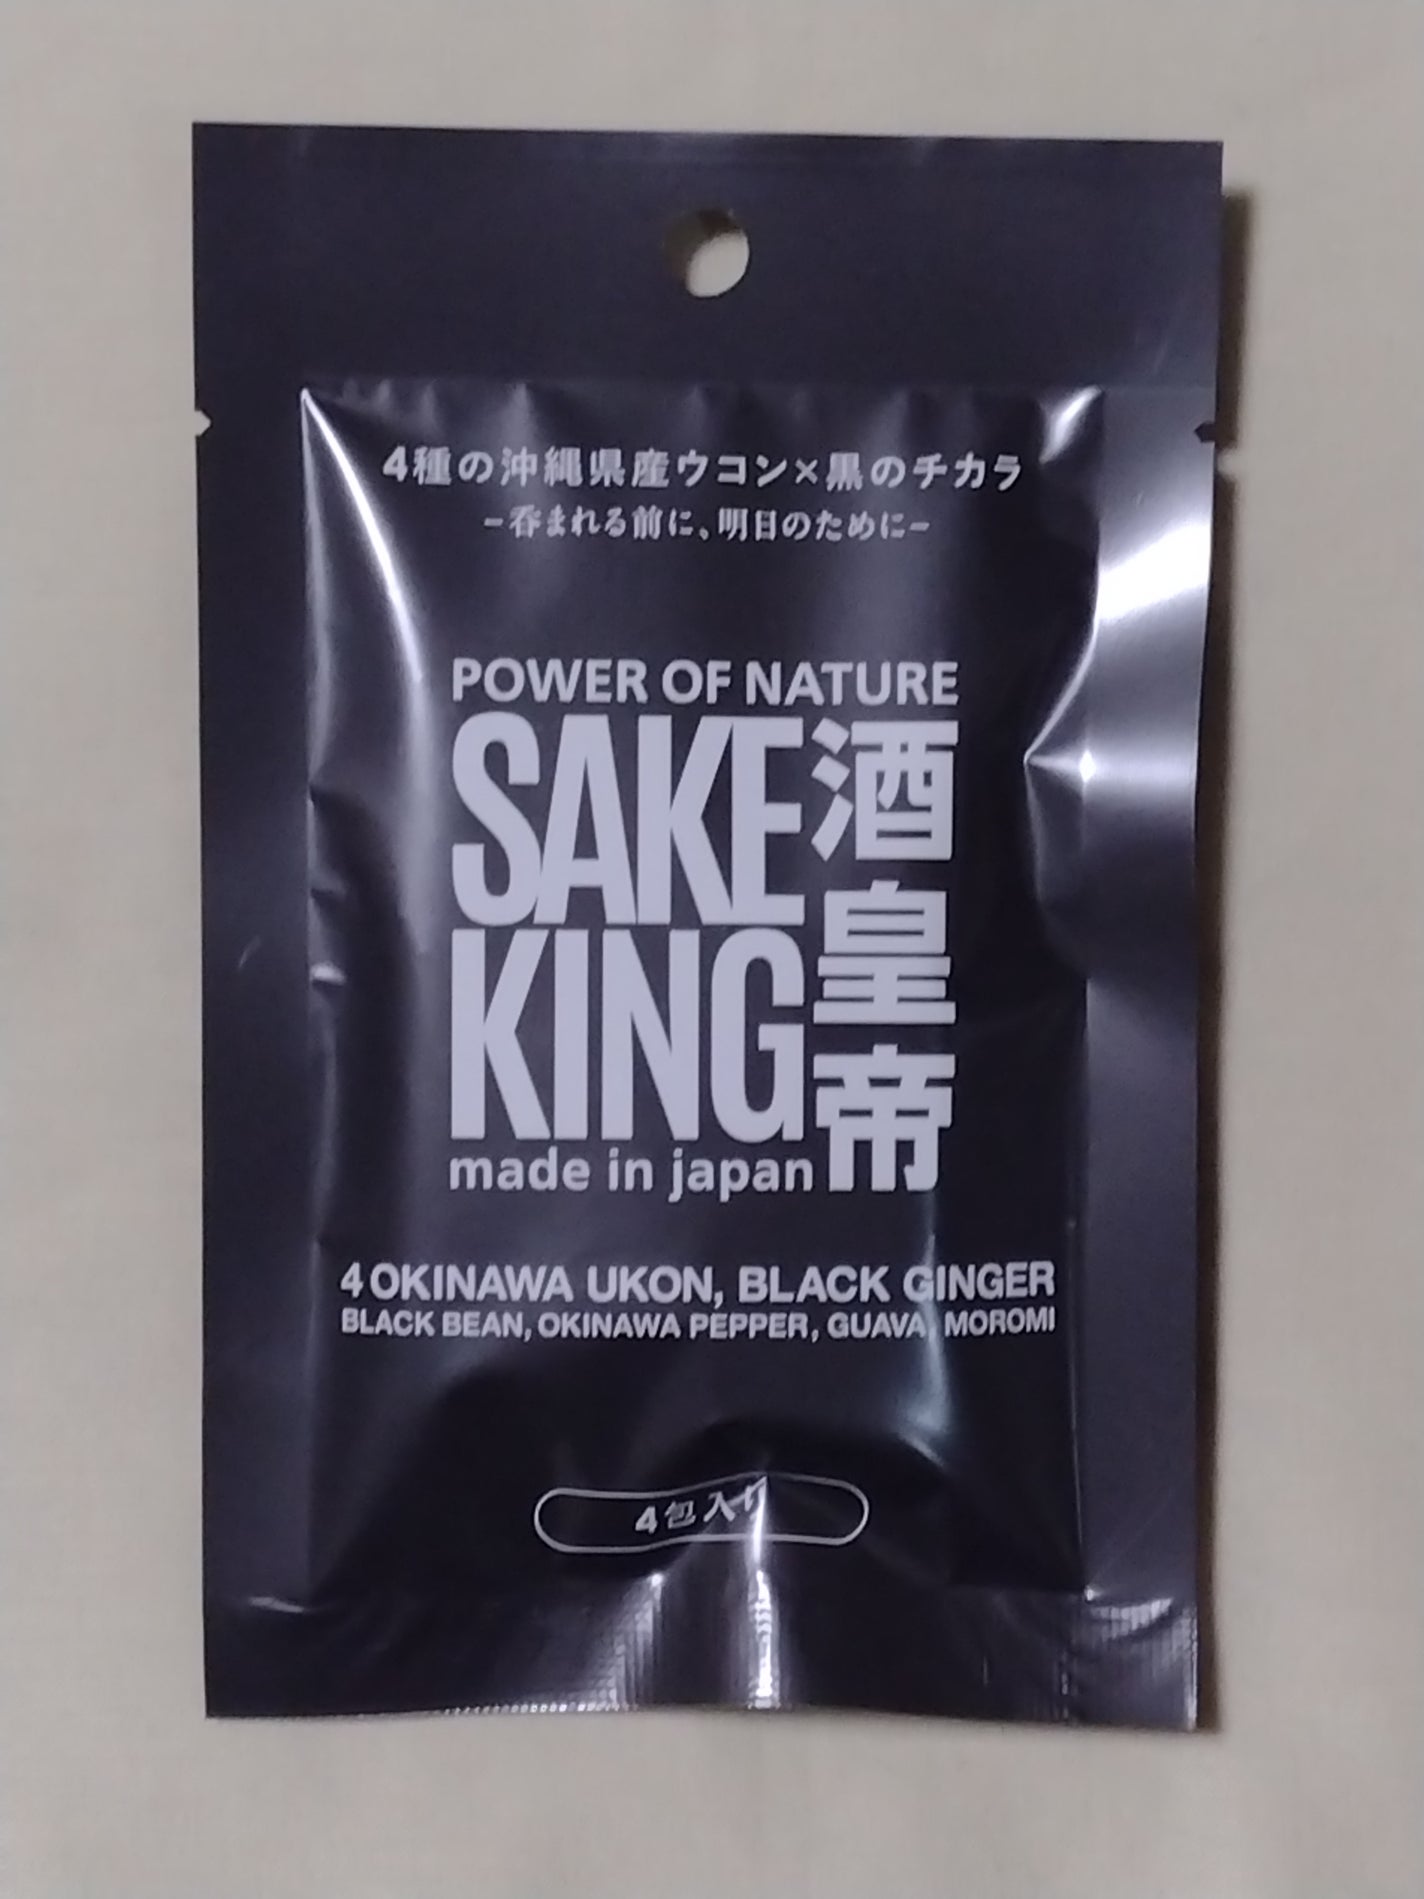 4種の沖縄県産ウコン×黒のチカラ
−呑まれる前に、明日のために−
POWER OF NATURE
SAKE
KING
酒皇帝
made in japan
4 OKINAWA UKON, BLACK GINGER
BLACK BEAN, OKINAWA PEPPER, GUAVA, MOROMI
4包入り